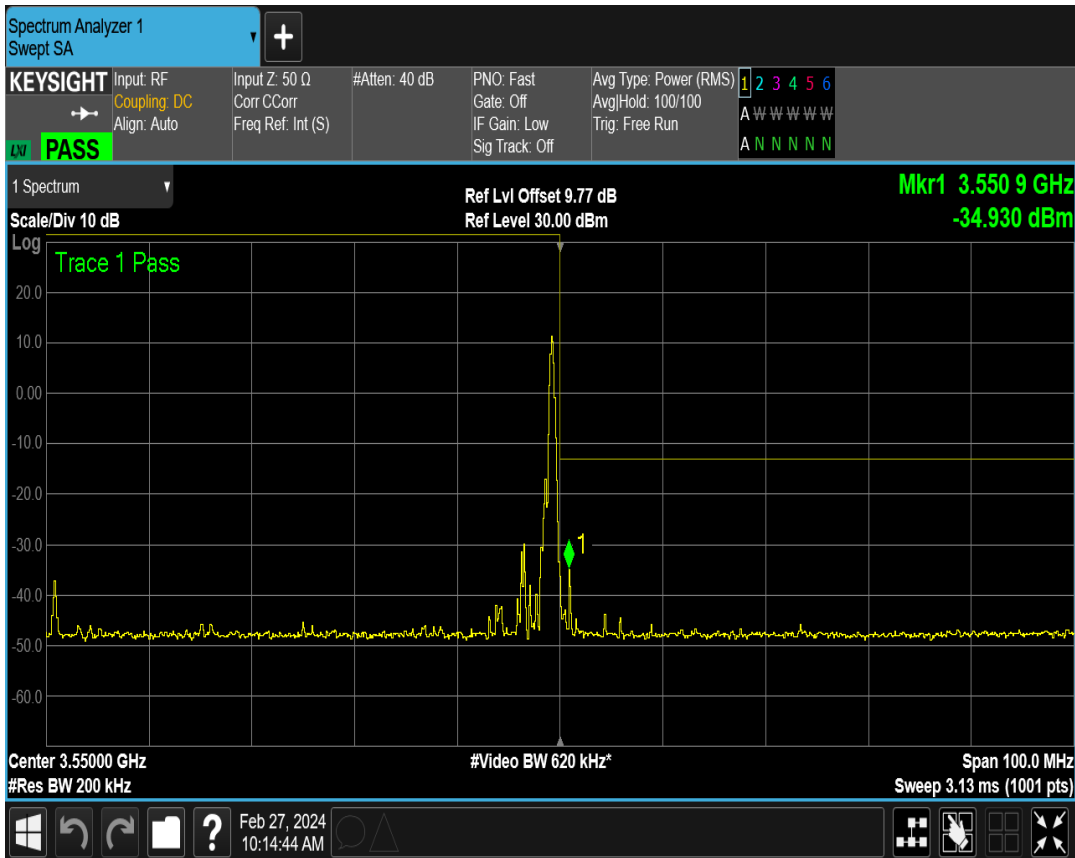 Spectrum Analyzer 1
Swept SA
+
KEYSIGHT
LXI PASS
Input: RF
Coupling: DC
Align: Auto
Input Z: 50 Ω
Corr CCorr
Freq Ref: Int (S)
#Atten: 40 dB
PNO: Fast
Gate: Off
IF Gain: Low
Sig Track: Off
Avg Type: Power (RMS)
Avg|Hold: 100/100
Trig: Free Run
1 2 3 4 5 6
A W W W W W
A N N N N N
1 Spectrum
Scale/Div 10 dB
Ref Lvl Offset 9.77 dB
Ref Level 30.00 dBm
Mkr1 3.550 9 GHz
-34.930 dBm
Log
Trace 1 Pass
20.0
10.0
0.00
-10.0
-20.0
-30.0
-40.0
-50.0
-60.0
1
Center 3.55000 GHz
#Res BW 200 kHz
#Video BW 620 kHz*
Span 100.0 MHz
Sweep 3.13 ms (1001 pts)
?
Feb 27, 2024
10:14:44 AM